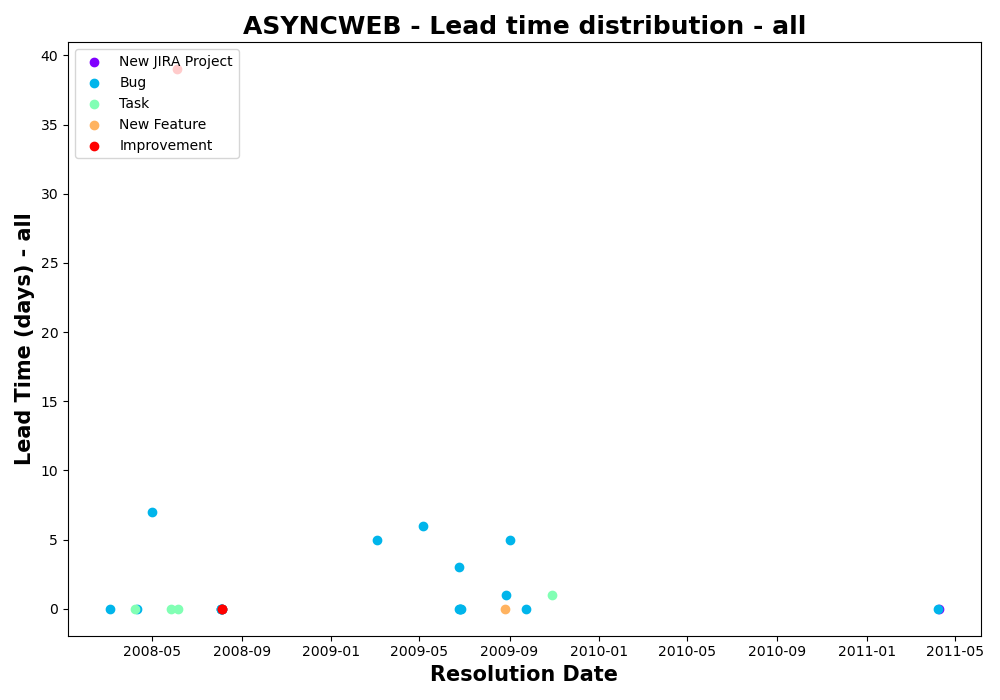 ASYNCWEB - Lead time distribution - all
Lead Time (days) - all
40
35
30
25
20
15
10
5
0
New JIRA Project
Bug
Task
New Feature
Improvement
2008-05
2008-09
2009-01
2009-05
2009-09
2010-01
2010-05
2010-09
2011-01
2011-05
Resolution Date